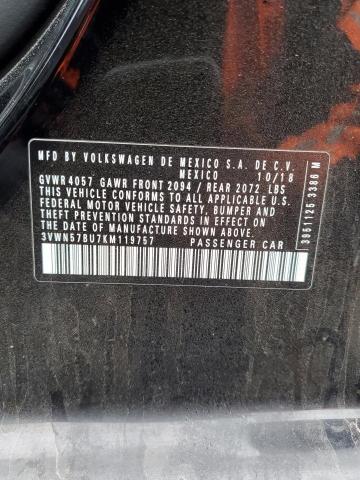 MFD BY VOLKSWAGEN DE MEXICO S.A. DE C.V.
MEXICO 10/18
GVWR 4057 GAWR FRONT 2094 / REAR 2072 LBS
THIS VEHICLE CONFORMS TO ALL APPLICABLE U.S.
FEDERAL MOTOR VEHICLE SAFETY, BUMPER AND
THEFT PREVENTION STANDARDS IN EFFECT ON
THE DATE OF MANUFACTURE SHOWN ABOVE.
3VWN57BU7KM119757 PASSENGER CAR
3951125 3386 M